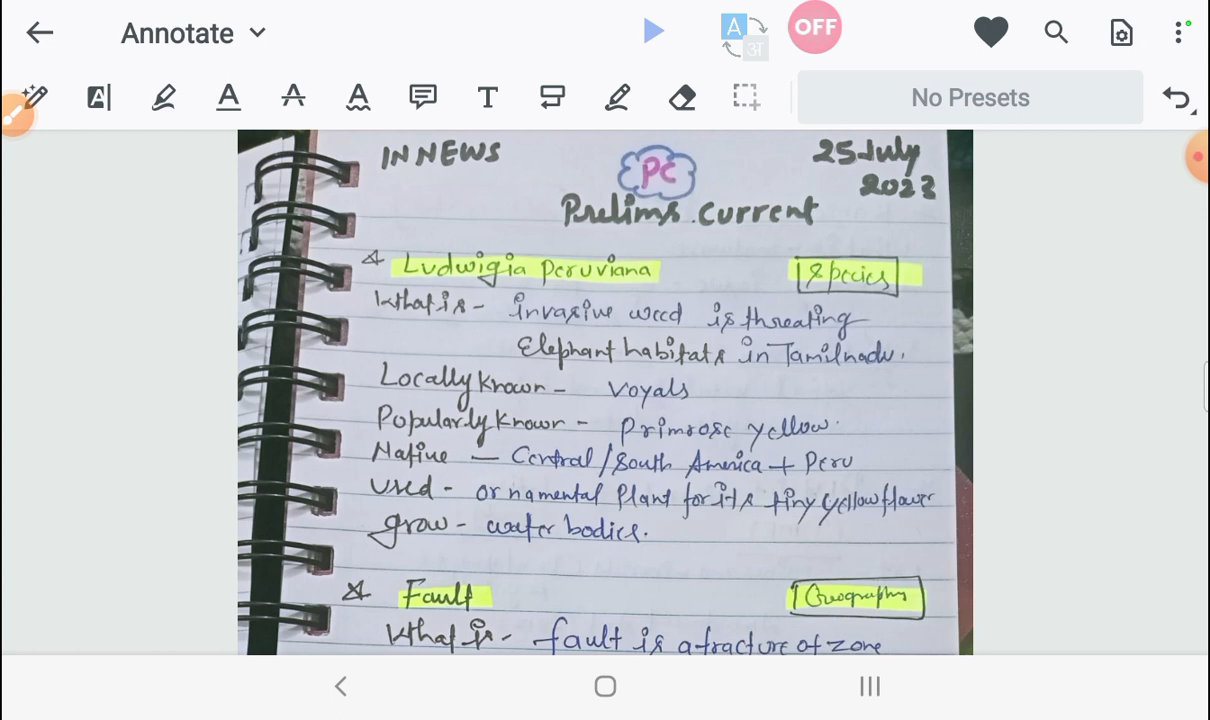 Annotate
A
अ
OFF
A
A
A
A
T
No Presets
IN NEWS
PC
25 July
2023
Prelims Current
Ludwigia peruviana
Species
What is - invasive weed is threating
Elephant habitats in Tamilnadu.
Locally Known - Voyals
Popularly Known - Primrose yellow.
Native - Central/South America + Peru
Used - ornamental Plant for its tiny yellow flower
grow - water bodies.
Fault
Geography
What is - fault is a fracture of zone